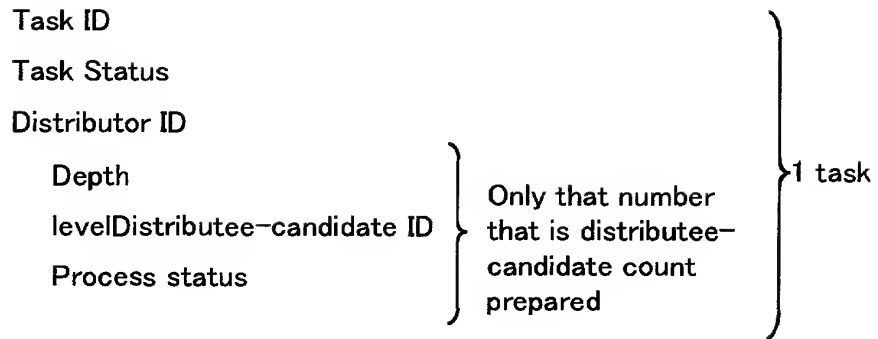 Task ID
Task Status
Distributor ID
Depth
levelDistributee-candidate ID
Process status
Only that number
that is distributee-
candidate count
prepared
1 task